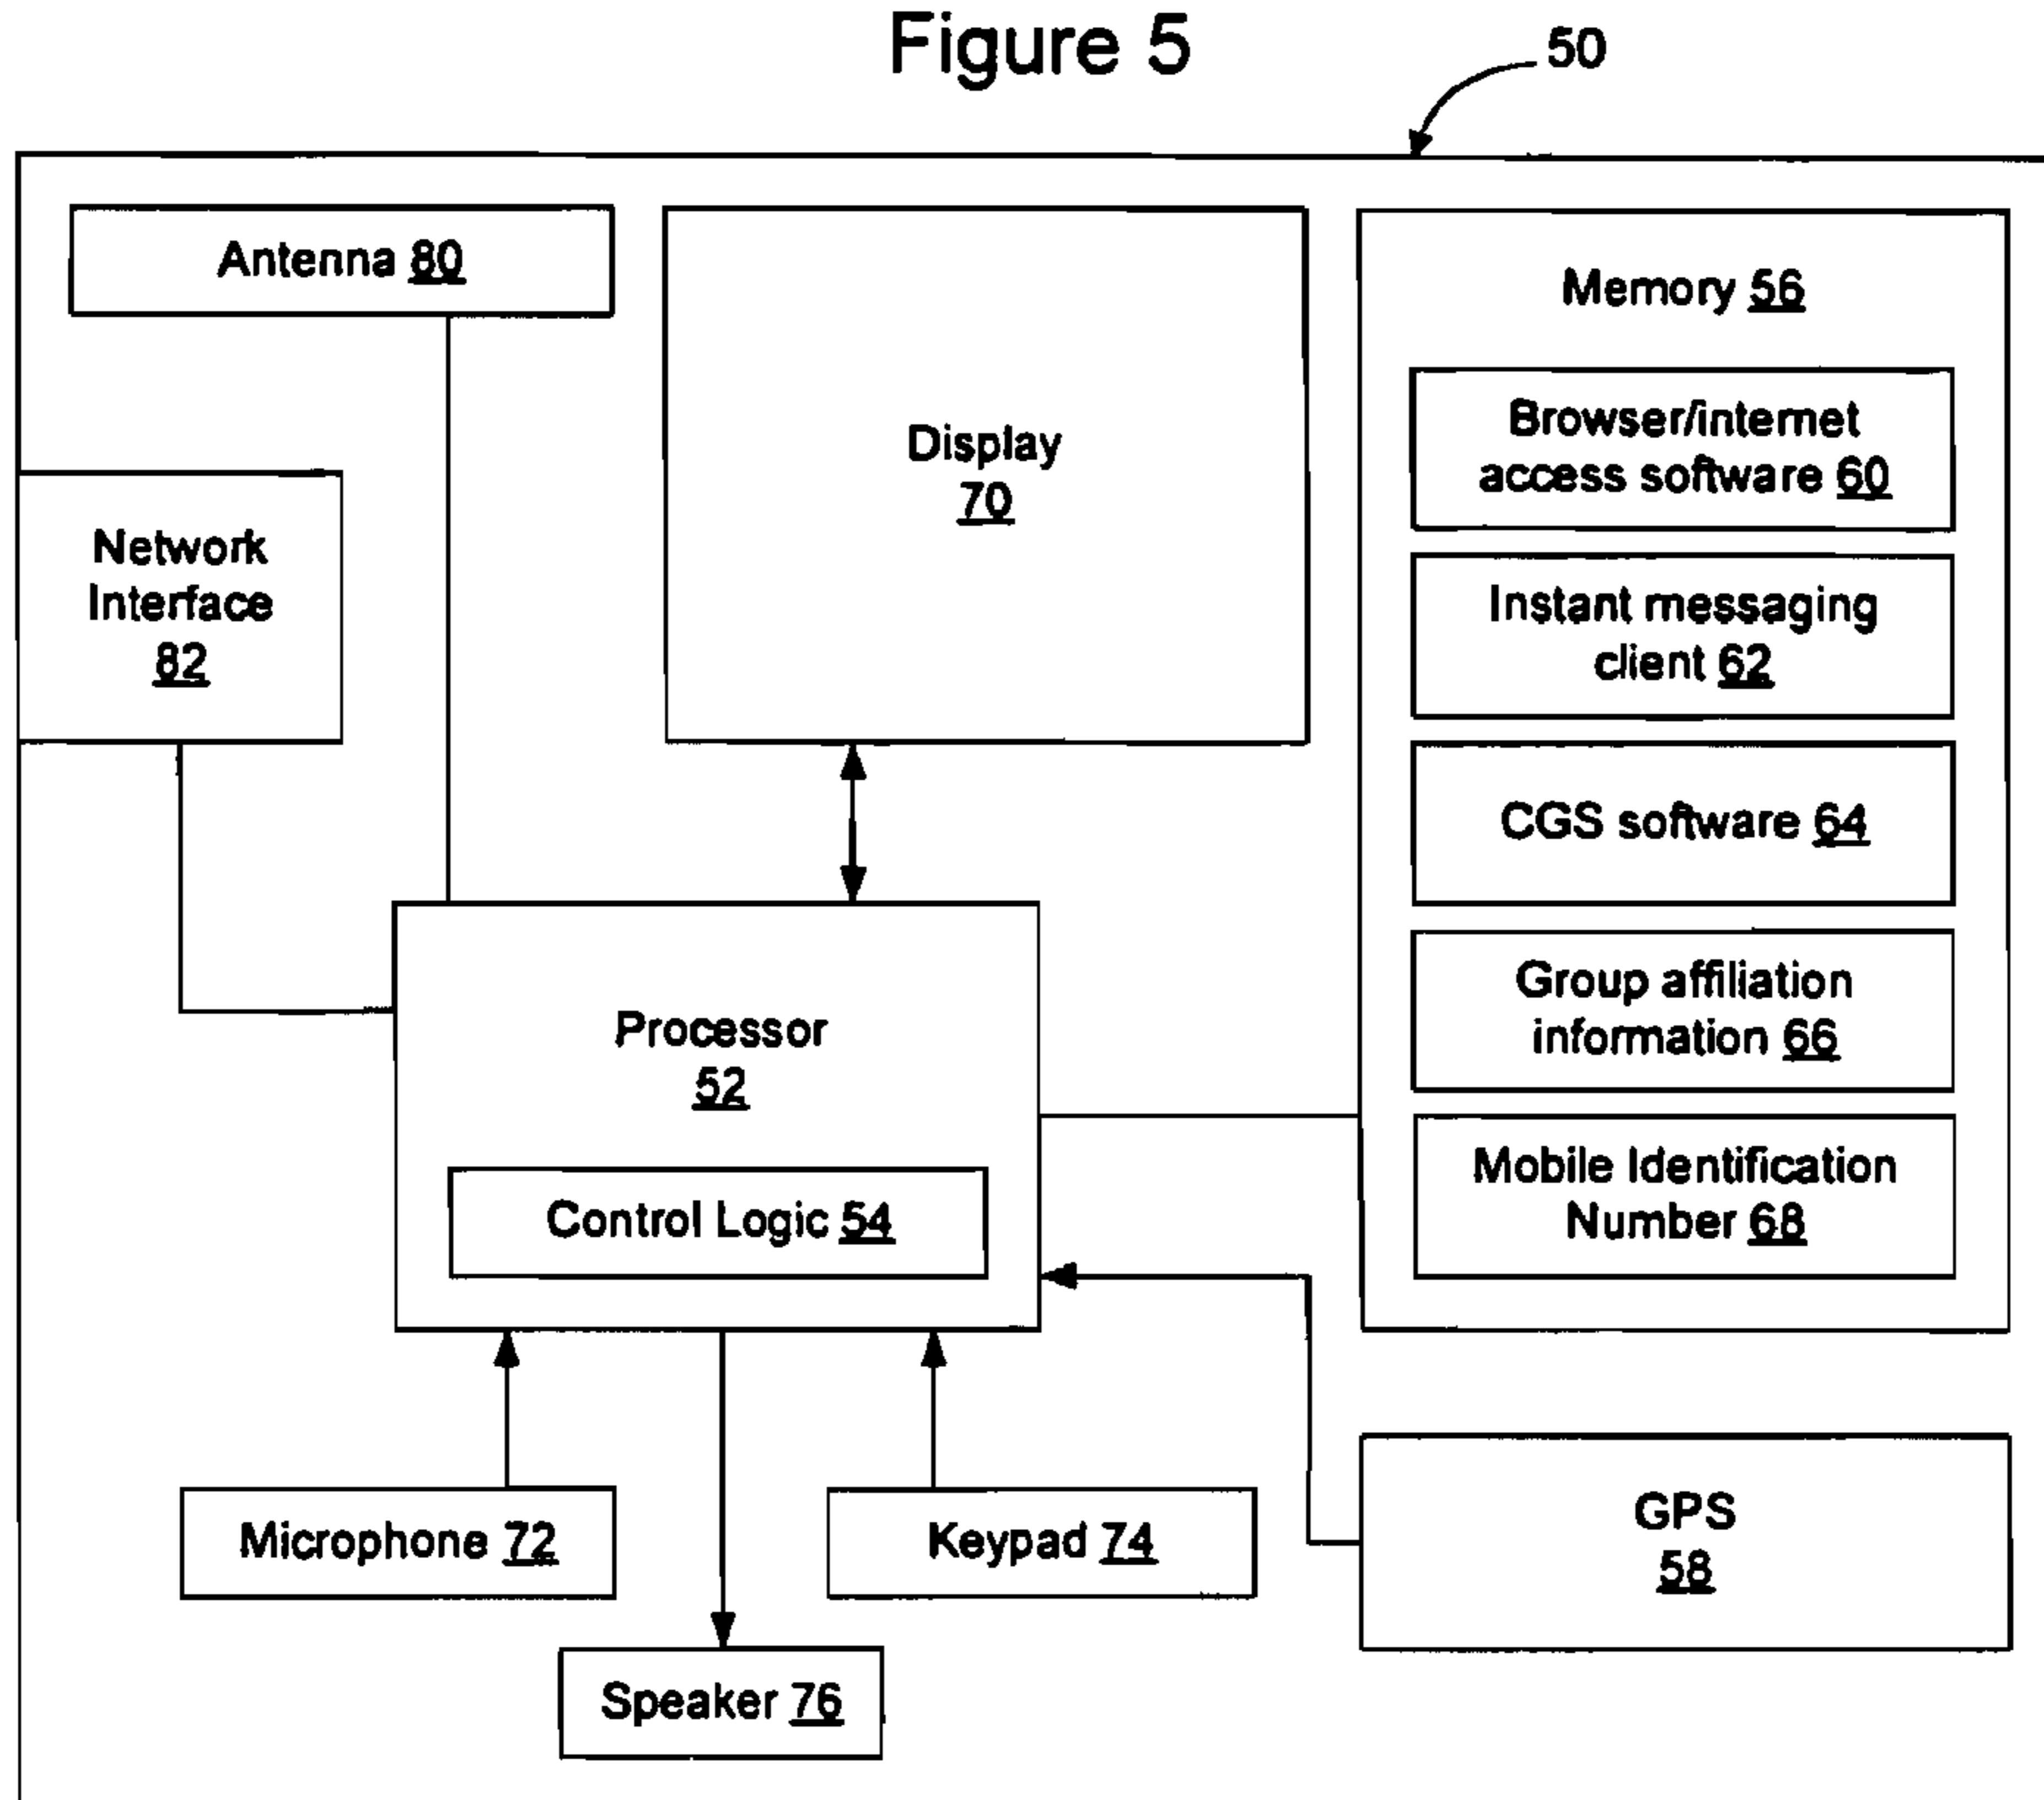 Figure 5
50
Antenna 80
Display
70
Memory 56
Browser/internet
access software 60
Instant messaging
client 62
CGS software 64
Group affiliation
information 66
Mobile Identification
Number 68
Network
Interface
82
Processor
52
Control Logic 54
Microphone 72
Keypad 74
Speaker 76
GPS
58